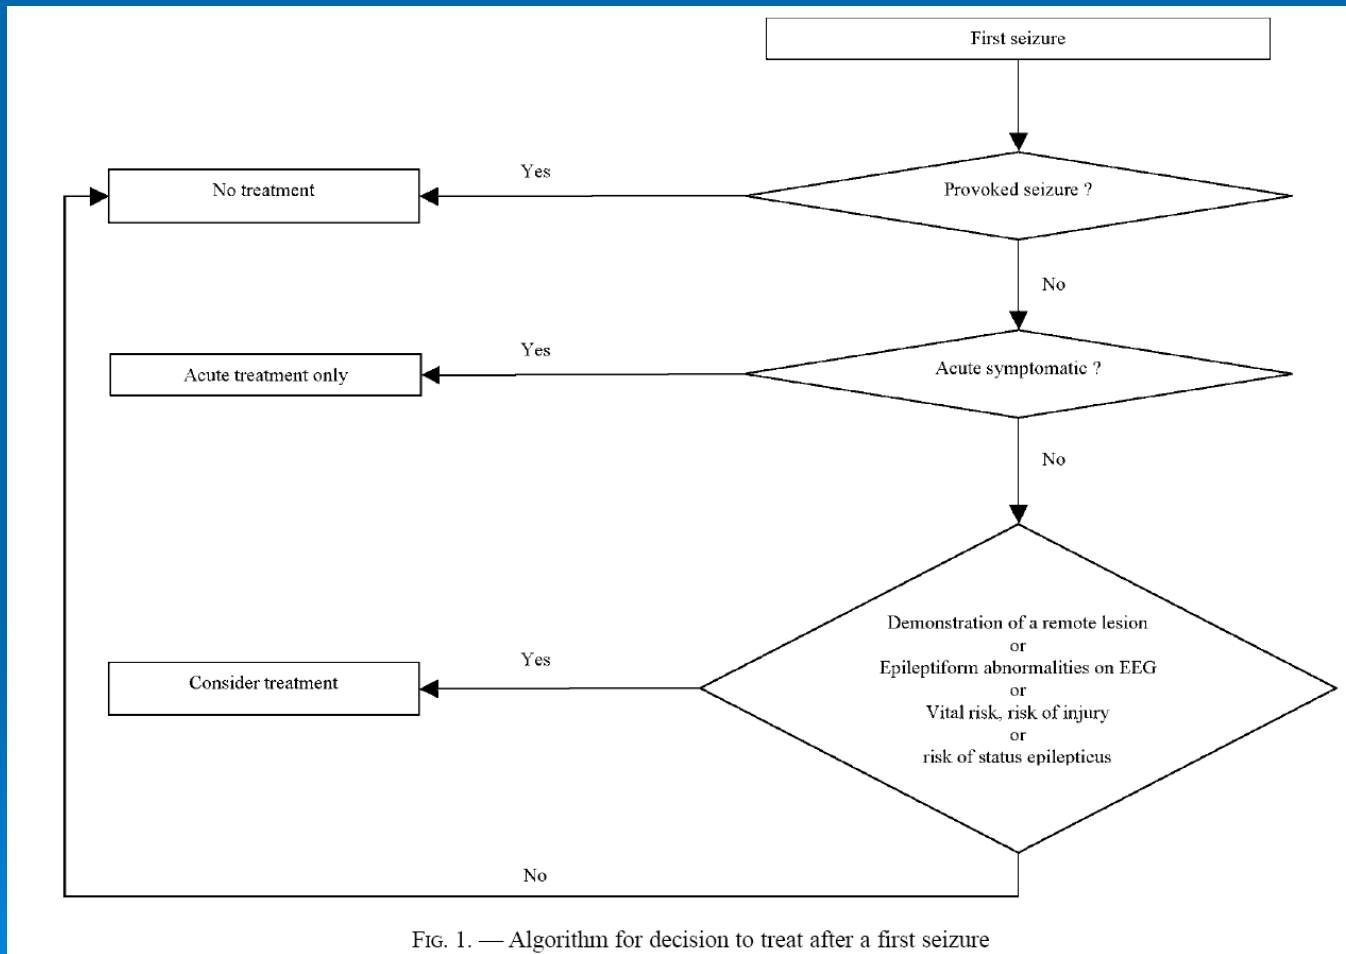 First seizure
Yes
No treatment
Provoked seizure ?
No
Yes
Acute symptomatic ?
Acute treatment only
No
Demonstration of a remote lesion
or
Epileptiform abnormalities on EEG
or
Yes
Consider treatment
Vital risk, risk of injury
or
risk of status epilepticus
No
FIG. 1. — Algorithm for decision to treat after a first seizure